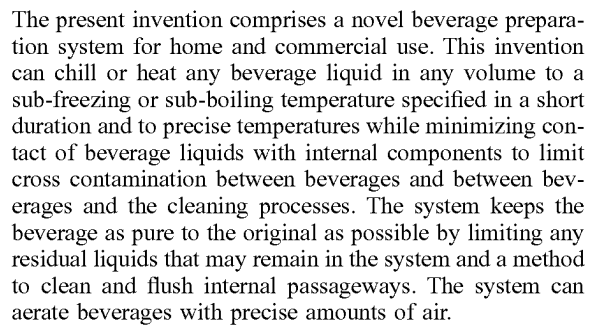 The present invention comprises a novel beverage prepara-
tion system for home and commercial use. This invention
can chill or heat any beverage liquid in any volume to a
sub-freezing or sub-boiling temperature specified in a short
duration and to precise temperatures while minimizing con-
tact of beverage liquids with internal components to limit
cross contamination between beverages and between bev-
erages and the cleaning processes. The system keeps the
beverage as pure to the original as possible by limiting any
residual liquids that may remain in the system and a method
to clean and flush internal passageways. The system can
aerate beverages with precise amounts of air.